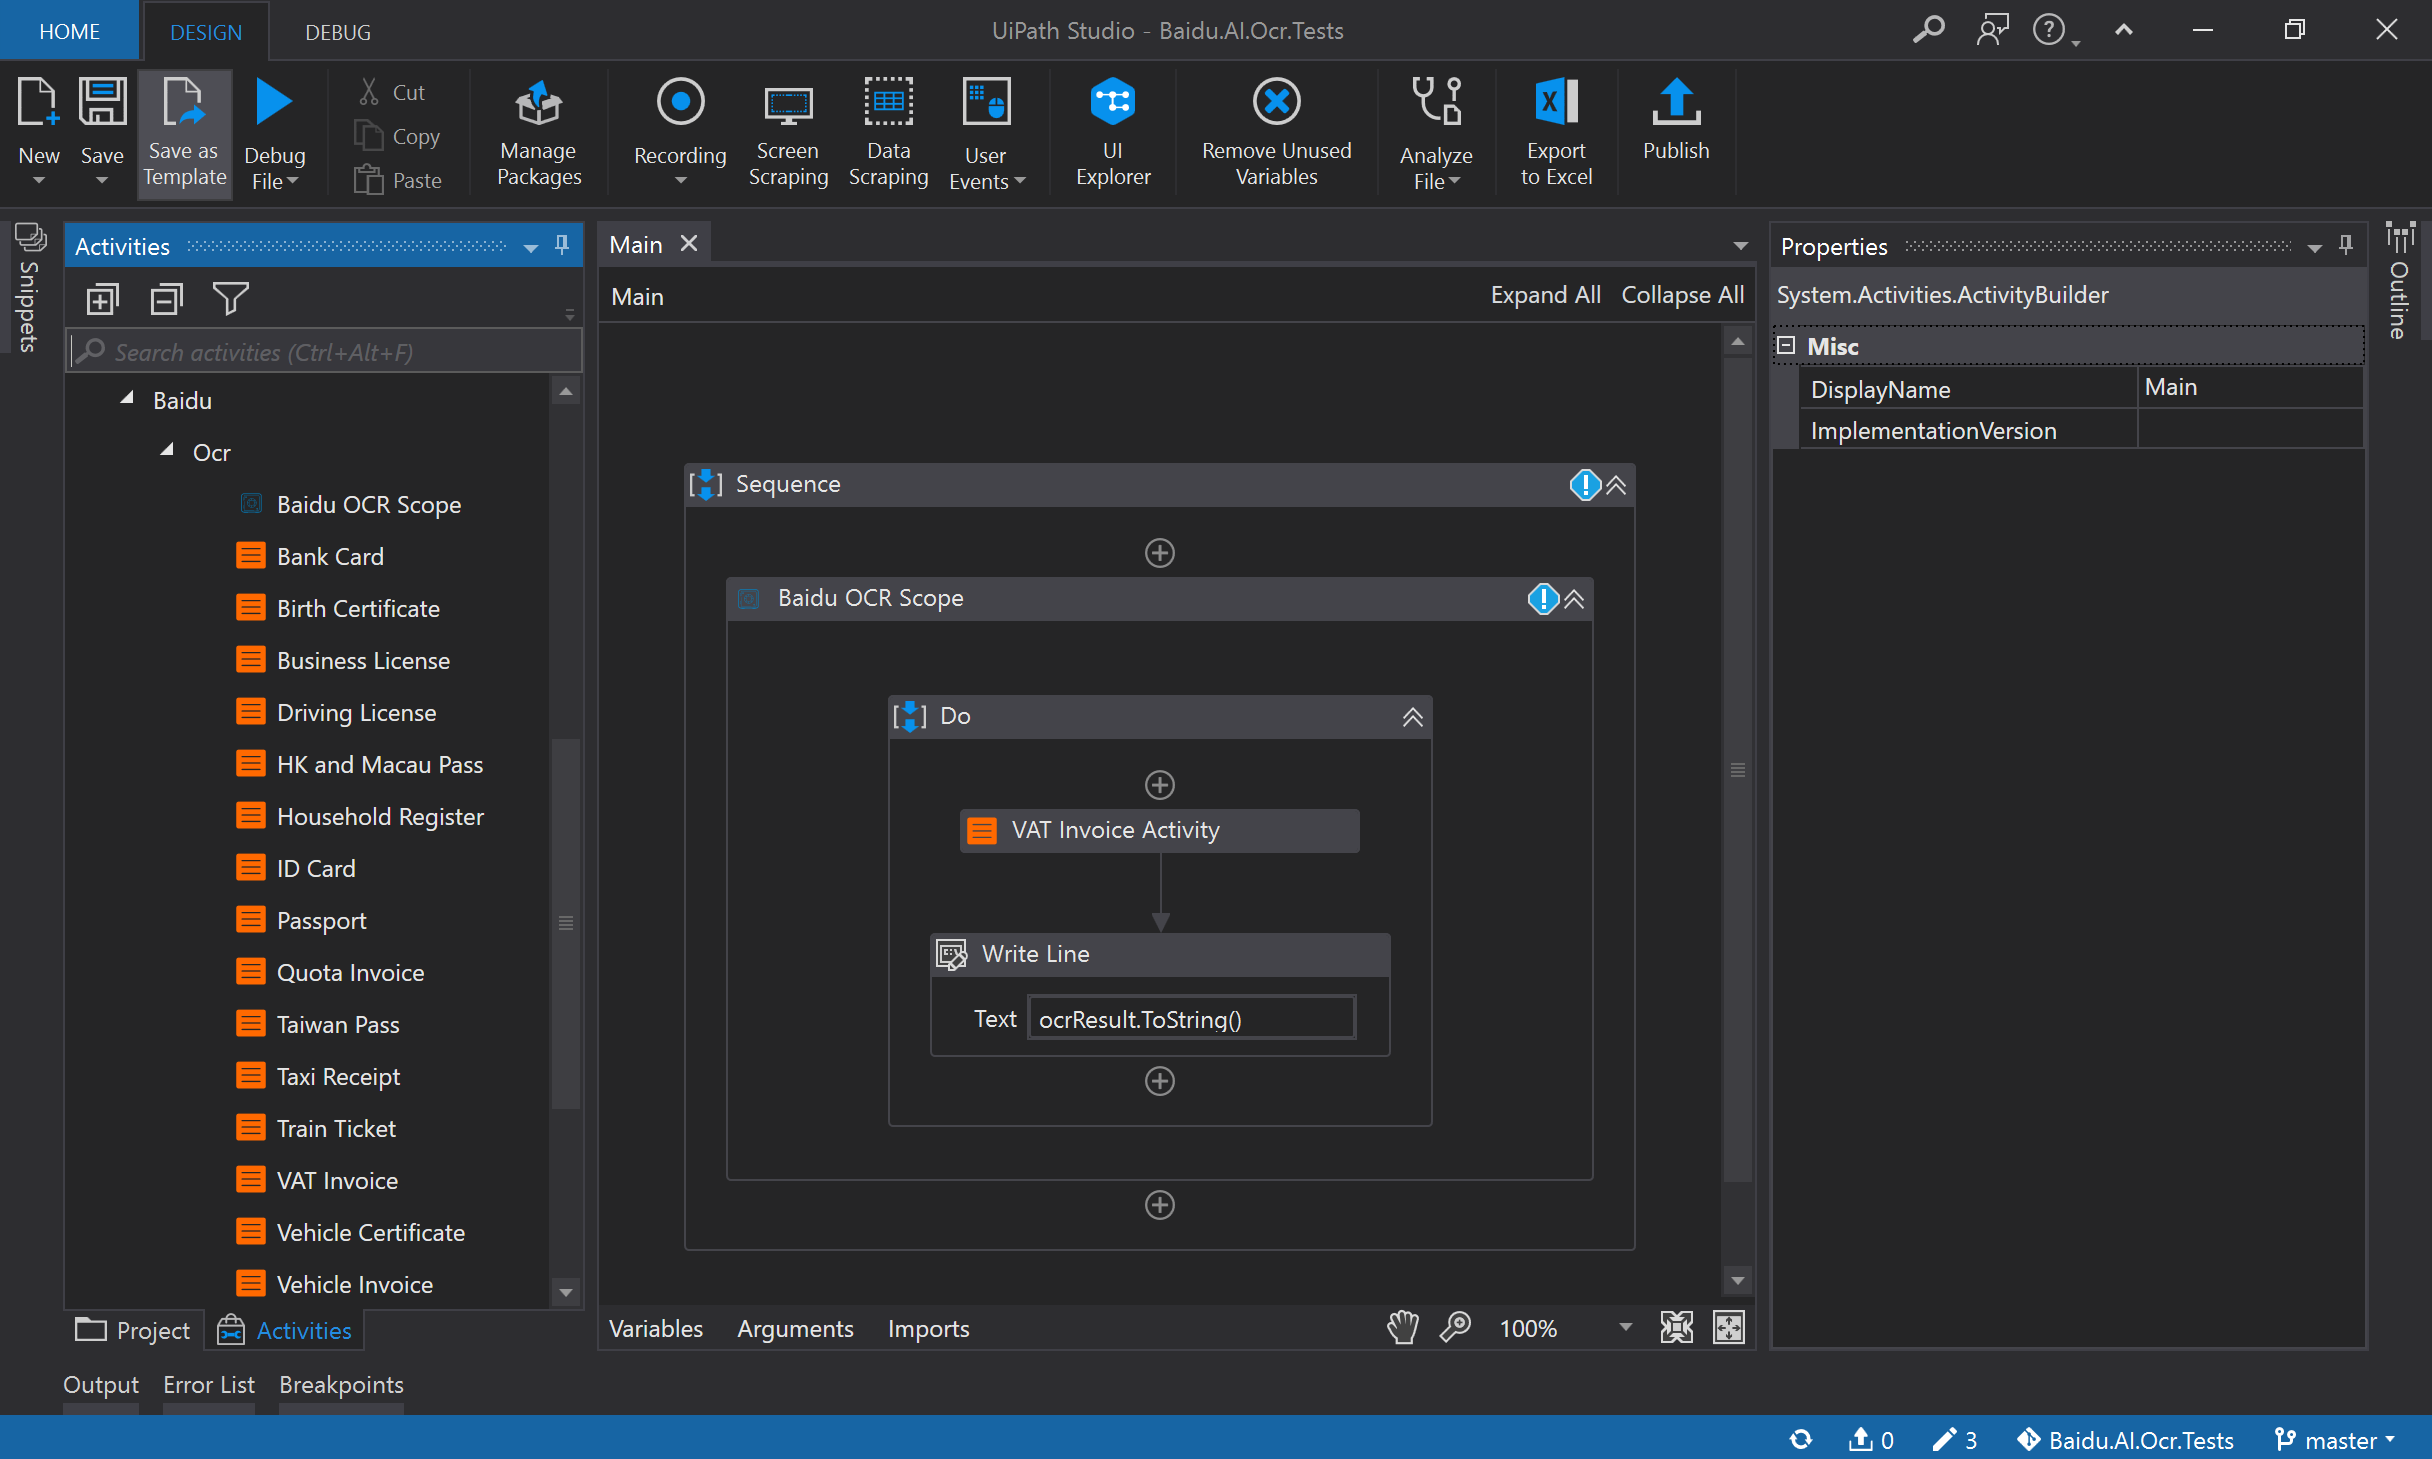 HOME
DESIGN
DEBUG
UiPath Studio - Baidu.AI.Ocr.Tests
New
Save
Save as
Template
Debug
File
Cut
Copy
Paste
Manage
Packages
Recording
Screen
Scraping
Data
Scraping
User
Events
UI
Explorer
Remove Unused
Variables
Analyze
File
Export
to Excel
Publish
Snippets
Activities
Search activities (Ctrl+Alt+F)
Baidu
Ocr
Baidu OCR Scope
Bank Card
Birth Certificate
Business License
Driving License
HK and Macau Pass
Household Register
ID Card
Passport
Quota Invoice
Taiwan Pass
Taxi Receipt
Train Ticket
VAT Invoice
Vehicle Certificate
Vehicle Invoice
Project
Activities
Main
Main
Expand All
Collapse All
Sequence
Baidu OCR Scope
Do
VAT Invoice Activity
Write Line
Text
ocrResult.ToString()
Variables
Arguments
Imports
100%
Properties
System.Activities.ActivityBuilder
Misc
DisplayName
Main
ImplementationVersion
Outline
Output
Error List
Breakpoints
0
3
Baidu.AI.Ocr.Tests
master